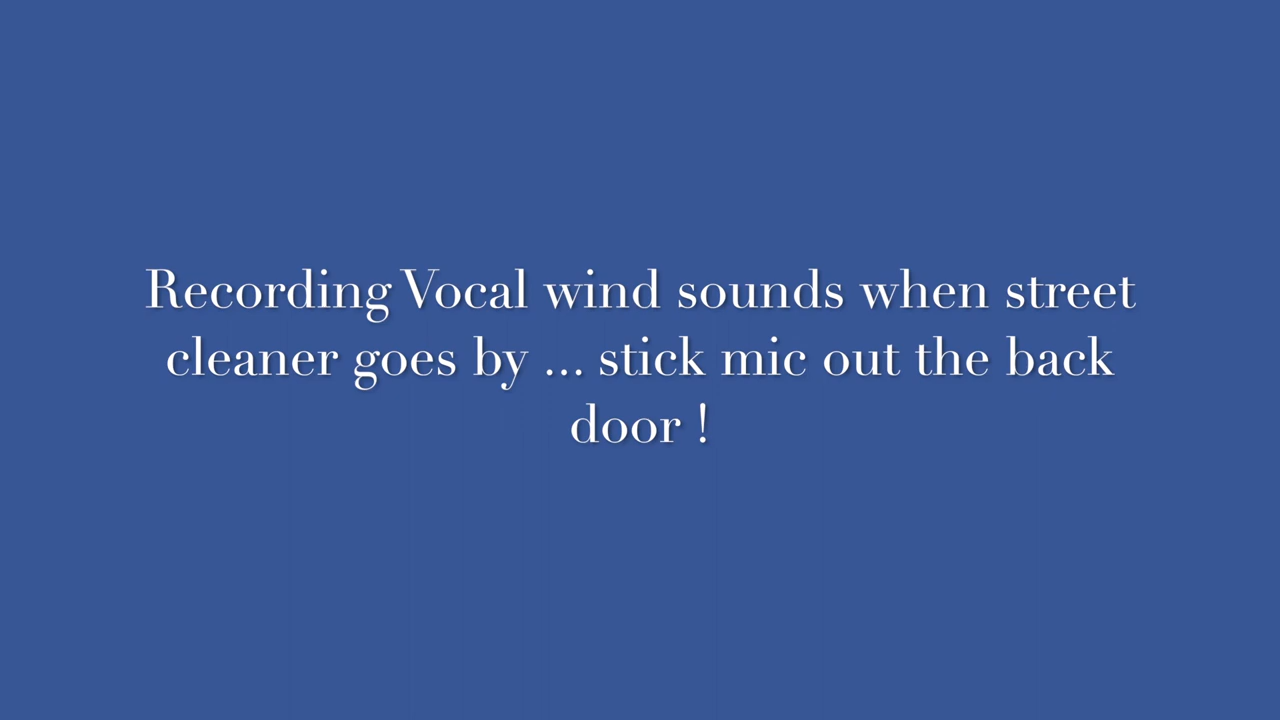 Recording Vocal wind sounds when street
cleaner goes by ... stick mic out the back
door !